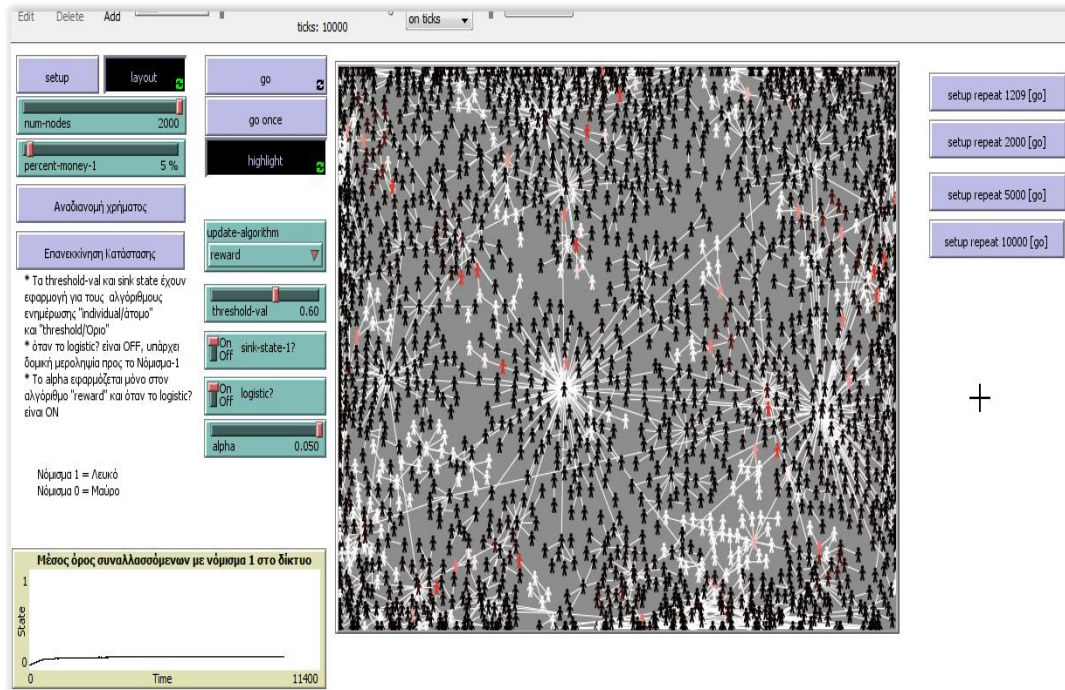 Edit Delete Add
ticks: 10000
on ticks
setup
layout
num-nodes 2000
percent-money-1 5 %
Αναδιανομή χρήματος
Επανεκκίνηση Κατάστασης
* Τα threshold-val και sink state έχουν
εφαρμογή για τους αλγόριθμους
ενημέρωσης "individual/άτομο"
και "threshold/Όριο"
* όταν το logistic? είναι OFF, υπάρχει
δομική μεροληψία προς το Νόμισμα-1
* Το alpha εφαρμόζεται μόνο στον
αλγόριθμο "reward" και όταν το logistic?
είναι ON
Νόμισμα 1 = Λευκό
Νόμισμα 0 = Μαύρο
go
go once
highlight
update-algorithm
reward
threshold-val 0.60
On
Off
sink-state-1?
On
Off
logistic?
alpha 0.050
Μέσος όρος συναλλασσόμενων με νόμισμα 1 στο δίκτυο
1
State
0
0 Time 11400
setup repeat 1209 [go]
setup repeat 2000 [go]
setup repeat 5000 [go]
setup repeat 10000 [go]